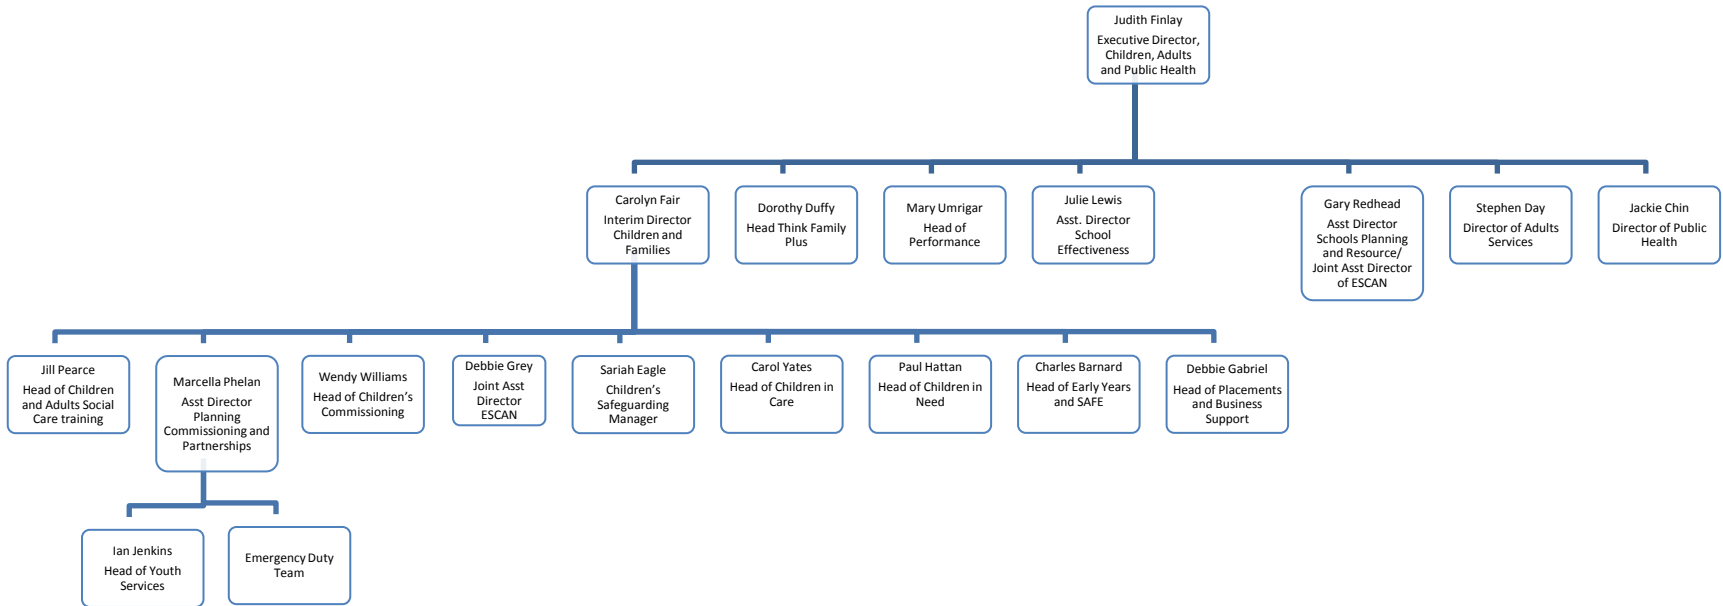 Judith Finlay
Executive Director,
Children, Adults
and Public Health
Carolyn Fair
Interim Director
Children and
Families
Dorothy Duffy
Head Think Family
Plus
Mary Umrigar
Head of
Performance
Julie Lewis
Asst. Director
School
Effectiveness
Gary Redhead
Asst Director
Schools Planning
and Resource/
Joint Asst Director
of ESCAN
Stephen Day
Director of Adults
Services
Jackie Chin
Director of Public
Health
Jill Pearce
Head of Children
and Adults Social
Care training
Marcella Phelan
Asst Director
Planning
Commissioning and
Partnerships
Wendy Williams
Head of Children’s
Commissioning
Debbie Grey
Joint Asst
Director
ESCAN
Sariah Eagle
Children’s
Safeguarding
Manager
Carol Yates
Head of Children in
Care
Paul Hattan
Head of Children in
Need
Charles Barnard
Head of Early Years
and SAFE
Debbie Gabriel
Head of Placements
and Business
Support
Ian Jenkins
Head of Youth
Services
Emergency Duty
Team